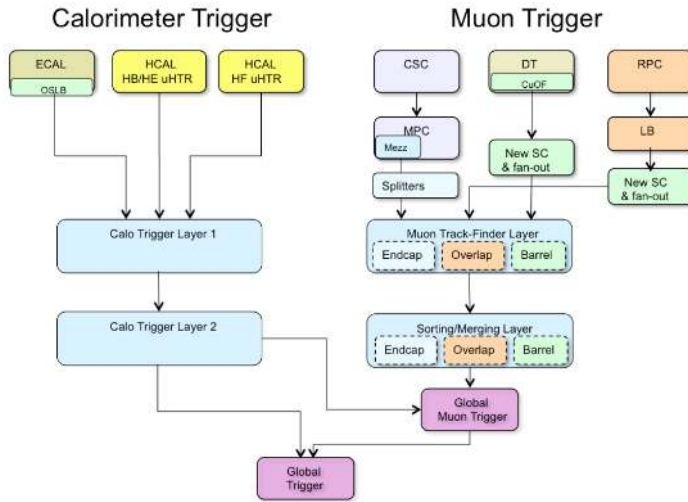 Calorimeter Trigger
Muon Trigger
ECAL
OSLB
HCAL
HB/HE uHTR
HCAL
HF uHTR
CSC
DT
CuOF
RPC
MPC
Mezz
LB
New SC
& fan-out
Splitters
New SC
& fan-out
Calo Trigger Layer 1
Muon Track-Finder Layer
Endcap
Overlap
Barrel
Calo Trigger Layer 2
Sorting/Merging Layer
Endcap
Overlap
Barrel
Global
Muon Trigger
Global
Trigger